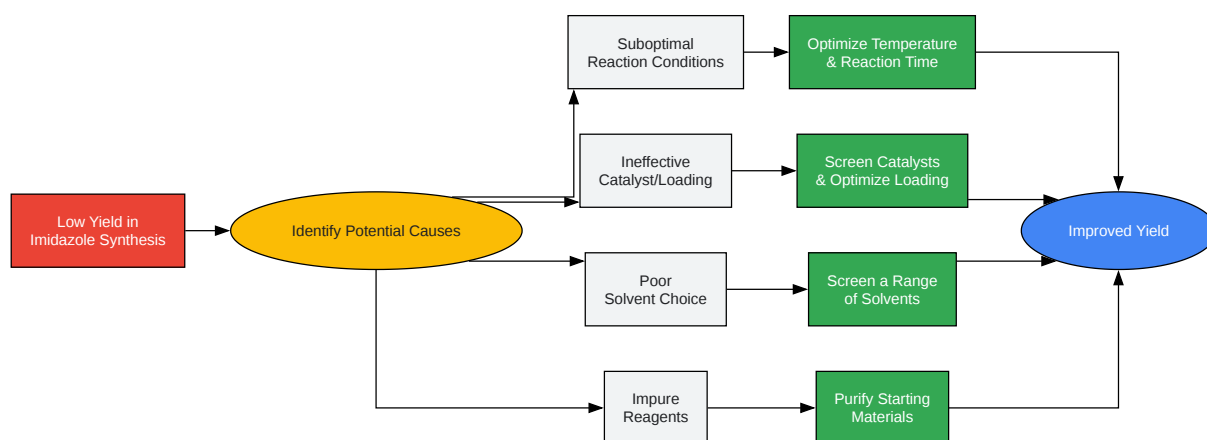 Suboptimal
Reaction Conditions
Optimize Temperature
& Reaction Time
Ineffective
Catalyst/Loading
Screen Catalysts
& Optimize Loading
Low Yield in
Imidazole Synthesis
Identify Potential Causes
Improved Yield
Poor
Solvent Choice
Screen a Range
of Solvents
Impure
Reagents
Purify Starting
Materials